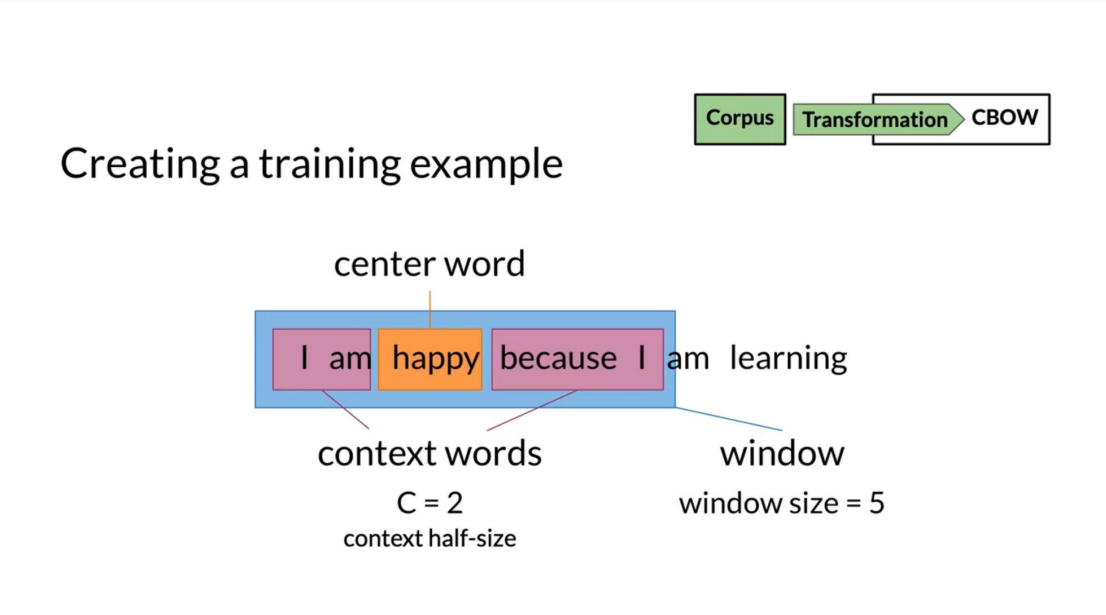 Corpus Transformation CBOW
Creating a training example
center word
I am happy because I am learning
context words
window
C = 2
window size = 5
context half-size